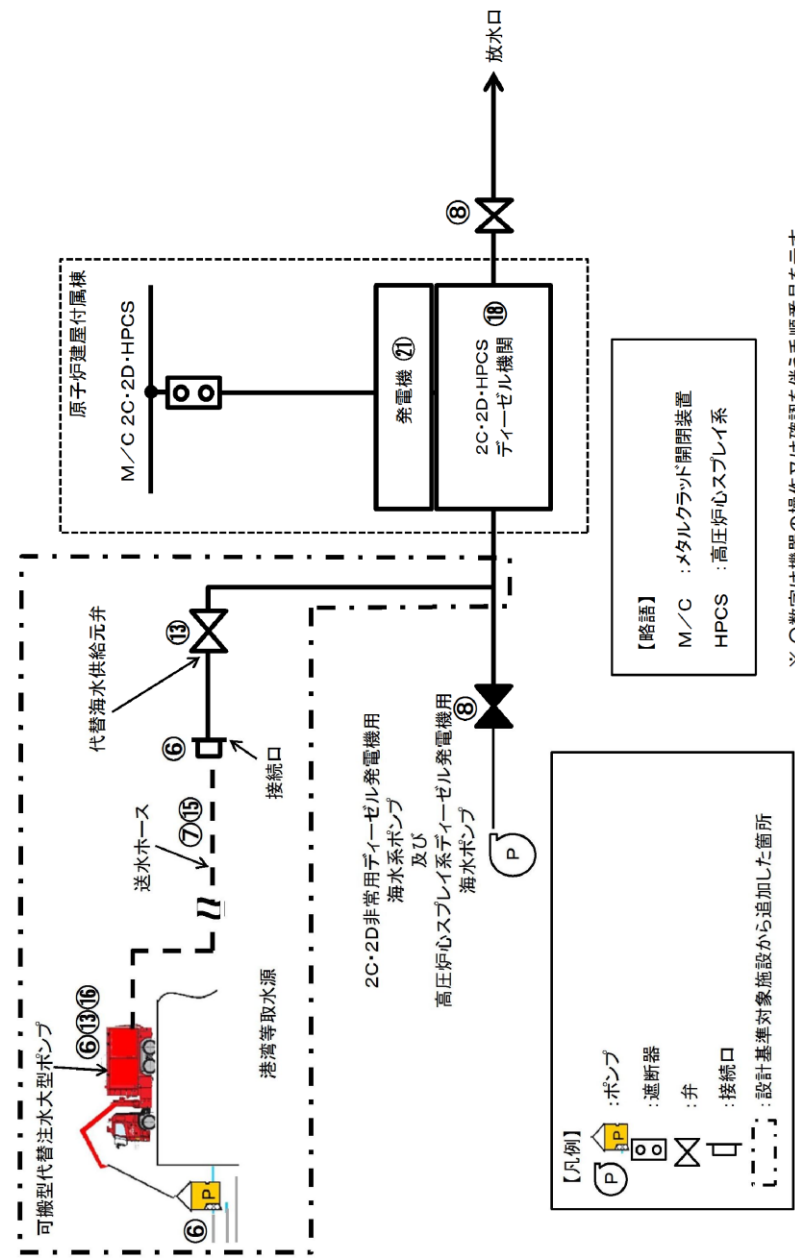 可搬型代替注水大型ポンプ
⑥⑬⑯
⑥
P
港湾等取水源
送水ホース
⑦⑮
⑥
接続口
代替海水供給元弁
⑬
原子炉建屋付属棟
M/C 2C・2D・HPCS
発電機 ㉑
2C・2D・HPCS ⑱
ディーゼル機関
⑧
放水口
2C・2D非常用ディーゼル発電機用
海水系ポンプ
及び
高圧炉心スプレイ系ディーゼル発電機用
海水ポンプ
⑧
P
【凡例】
P P :ポンプ
:遮断器
:弁
:接続口
:設計基準対象施設から追加した箇所
【略語】
M/C :メタルクラッド開閉装置
HPCS :高圧炉心スプレイ系